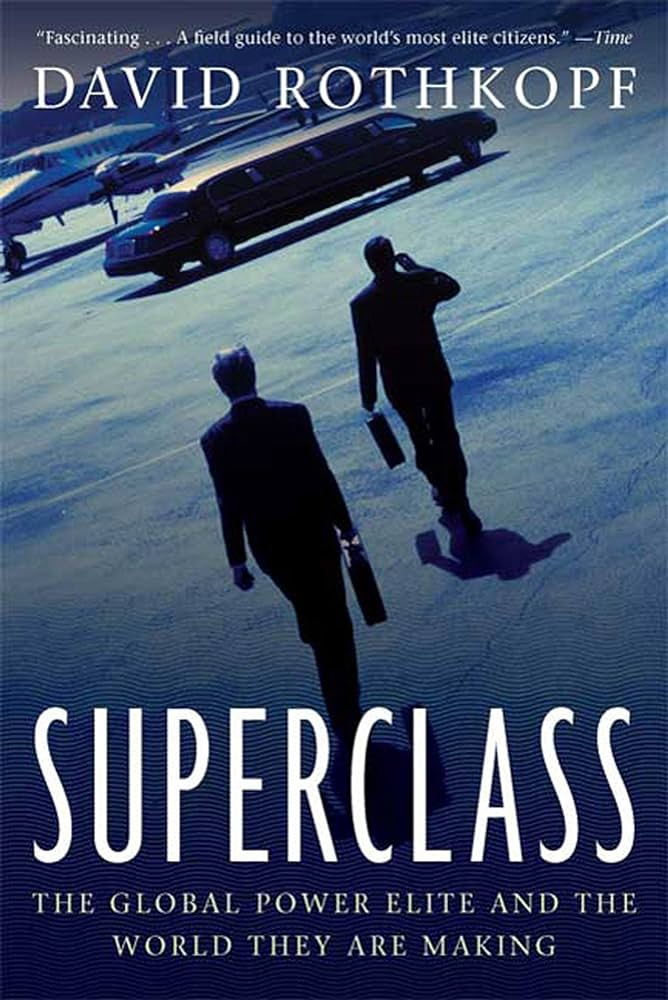 “Fascinating . . . A field guide to the world’s most elite citizens.” —Time
DAVID ROTHKOPF
SUPERCLASS
THE GLOBAL POWER ELITE AND THE
WORLD THEY ARE MAKING